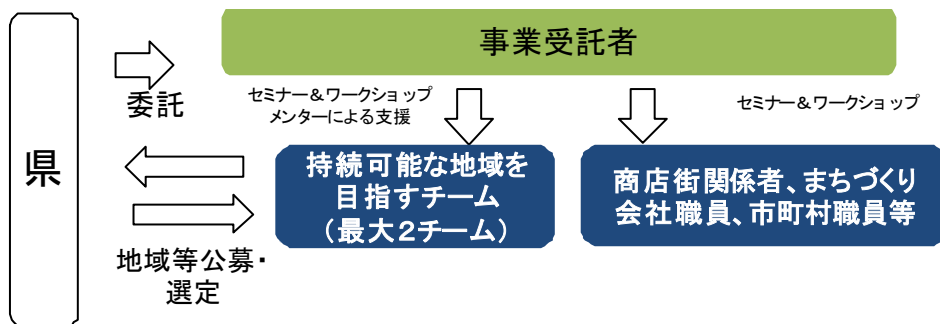 県
委託
地域等公募・
選定
事業受託者
セミナー&ワークショップ
メンターによる支援
セミナー&ワークショップ
持続可能な地域を
目指すチーム
（最大２チーム）
商店街関係者、まちづくり
会社職員、市町村職員等